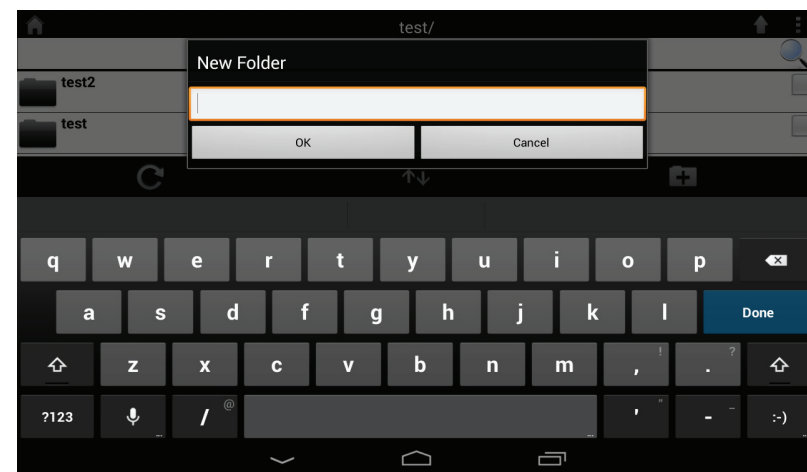 test/
New Folder
test2
test
OK Cancel
q w e r t y u i o p
a s d f g h j k l Done
z x c v b n m , ! . ?
?123 / @ ' " - _ :-)